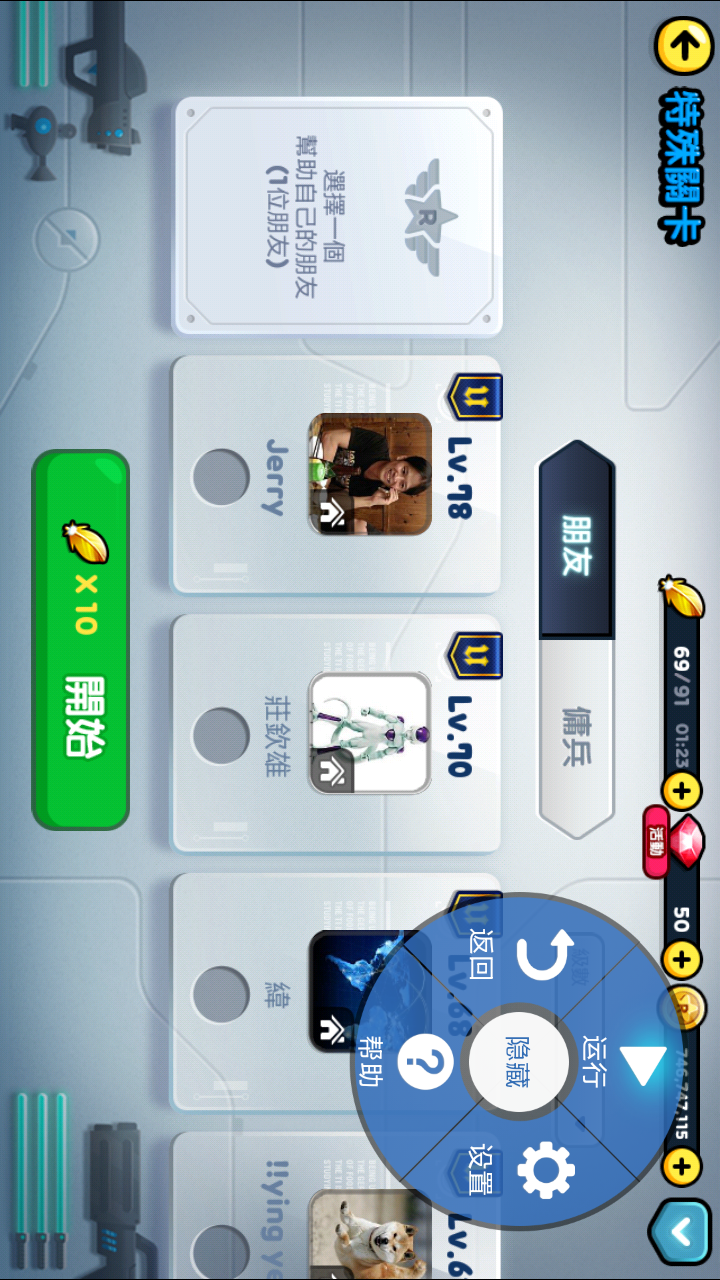 特殊關卡
69/91 01:23
活動
50
746,747,115
朋友
傭兵
R
選擇一個
幫助自己的朋友
(1位朋友)
U
Lv.78
Jerry
U
Lv.70
莊欽雄
U
Lv.68
緯
Lv.6
!!ying ye
返回
运行
隐藏
帮助
设置
x10 開始